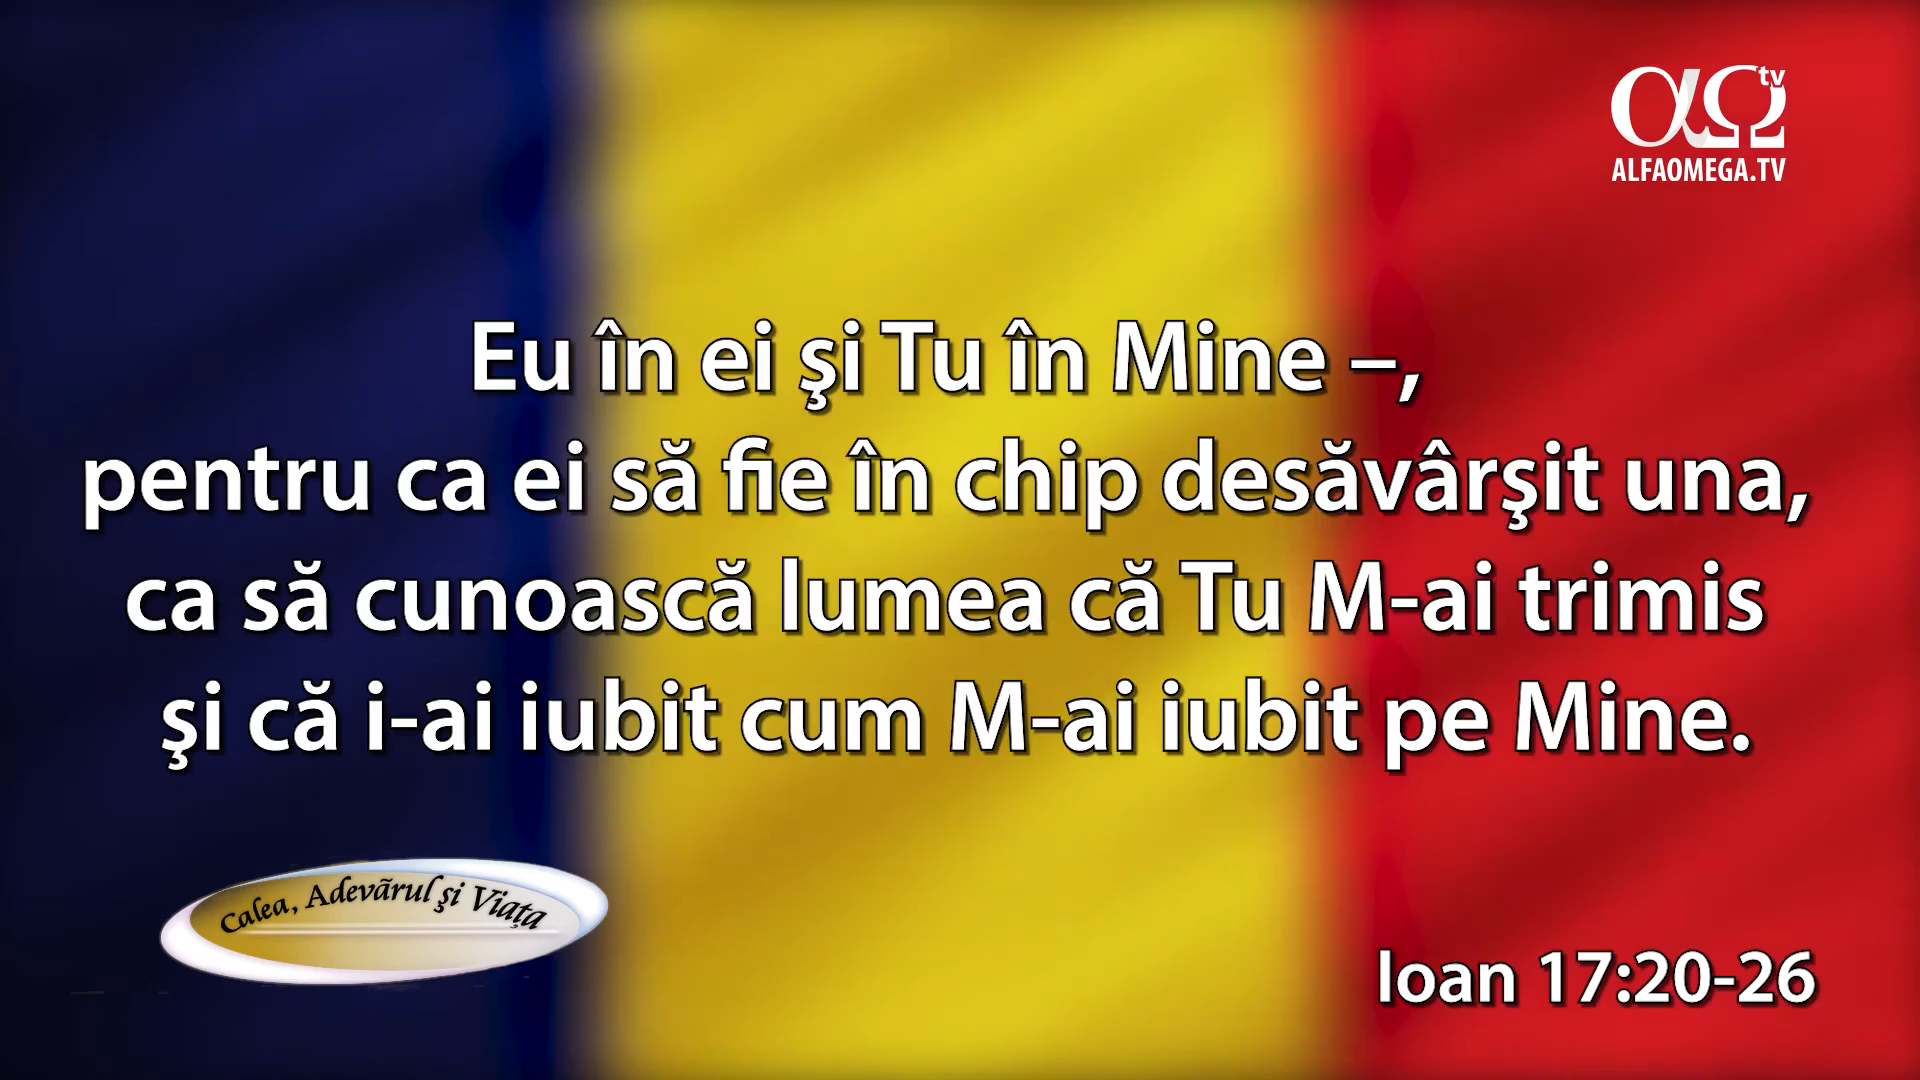 tv
ALFAOMEGA.TV
Eu în ei şi Tu în Mine –,
pentru ca ei să fie în chip desăvârşit una,
ca să cunoască lumea că Tu M-ai trimis
şi că i-ai iubit cum M-ai iubit pe Mine.
Calea, Adevãrul şi Viaţa
Ioan 17:20-26